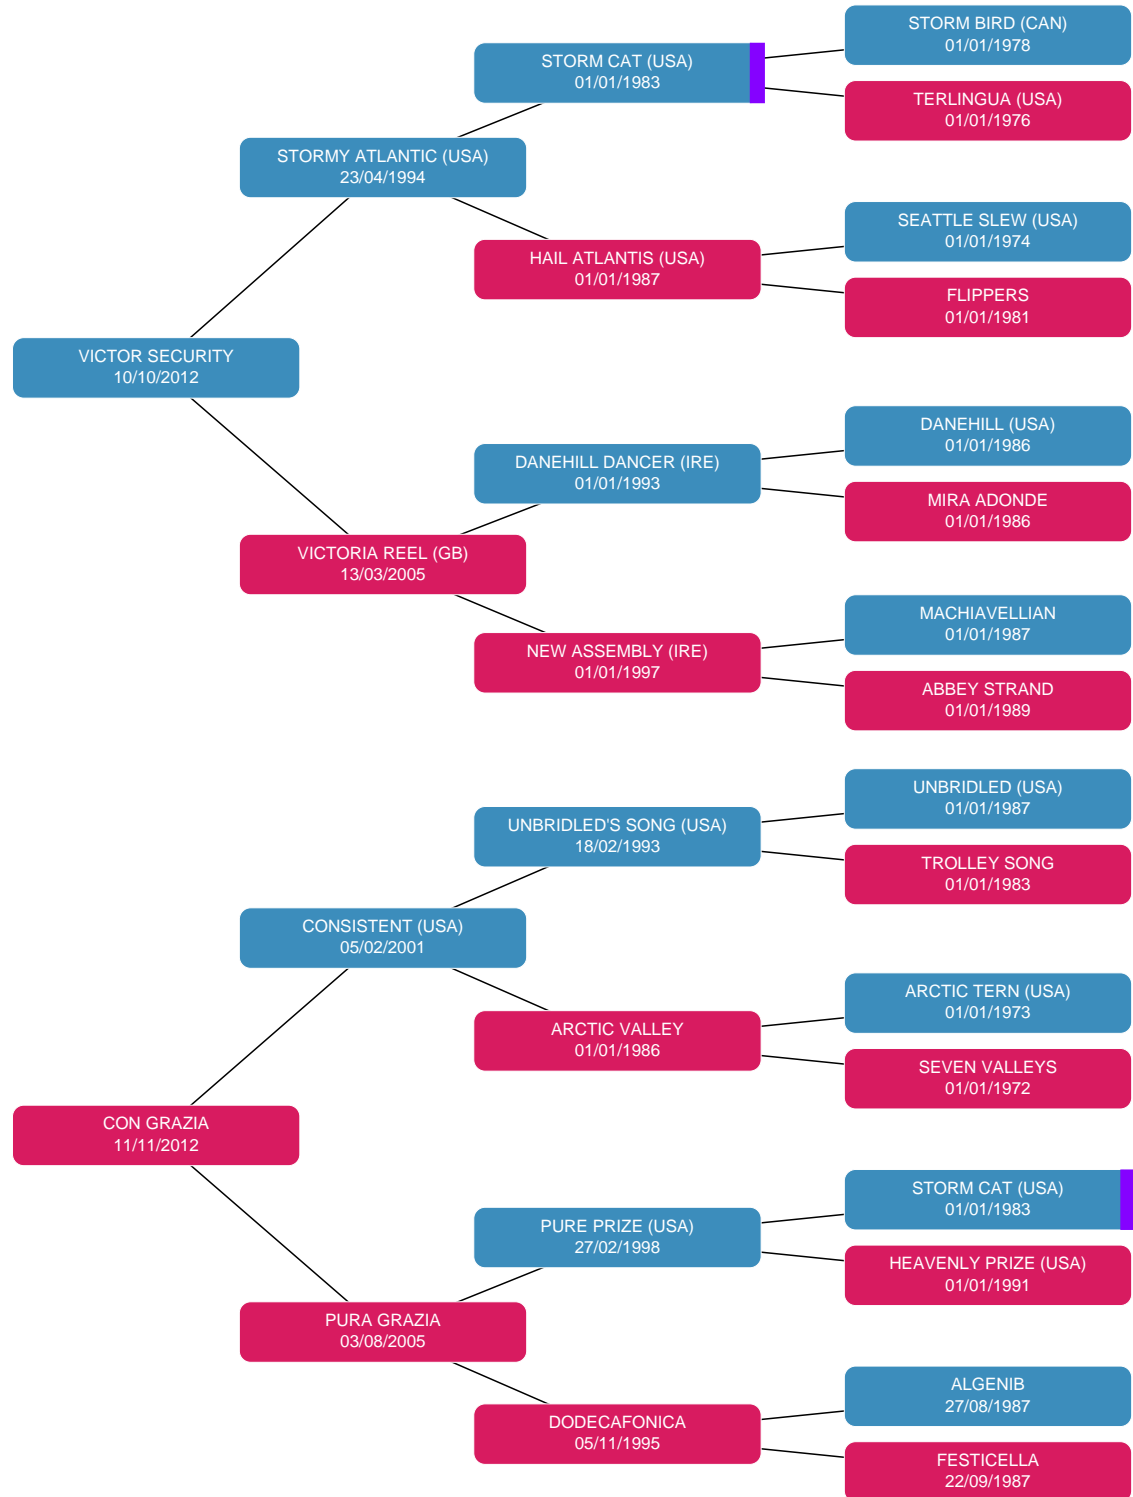 STORM BIRD (CAN)
01/01/1978
STORM CAT (USA)
01/01/1983
TERLINGUA (USA)
01/01/1976
STORMY ATLANTIC (USA)
23/04/1994
SEATTLE SLEW (USA)
01/01/1974
HAIL ATLANTIS (USA)
01/01/1987
FLIPPERS
01/01/1981
VICTOR SECURITY
10/10/2012
DANEHILL (USA)
01/01/1986
DANEHILL DANCER (IRE)
01/01/1993
MIRA ADONDE
01/01/1986
VICTORIA REEL (GB)
13/03/2005
MACHIAVELLIAN
01/01/1987
NEW ASSEMBLY (IRE)
01/01/1997
ABBEY STRAND
01/01/1989
UNBRIDLED (USA)
01/01/1987
UNBRIDLED'S SONG (USA)
18/02/1993
TROLLEY SONG
01/01/1983
CONSISTENT (USA)
05/02/2001
ARCTIC TERN (USA)
01/01/1973
ARCTIC VALLEY
01/01/1986
SEVEN VALLEYS
01/01/1972
CON GRAZIA
11/11/2012
STORM CAT (USA)
01/01/1983
PURE PRIZE (USA)
27/02/1998
HEAVENLY PRIZE (USA)
01/01/1991
PURA GRAZIA
03/08/2005
ALGENIB
27/08/1987
DODECAFONICA
05/11/1995
FESTICELLA
22/09/1987